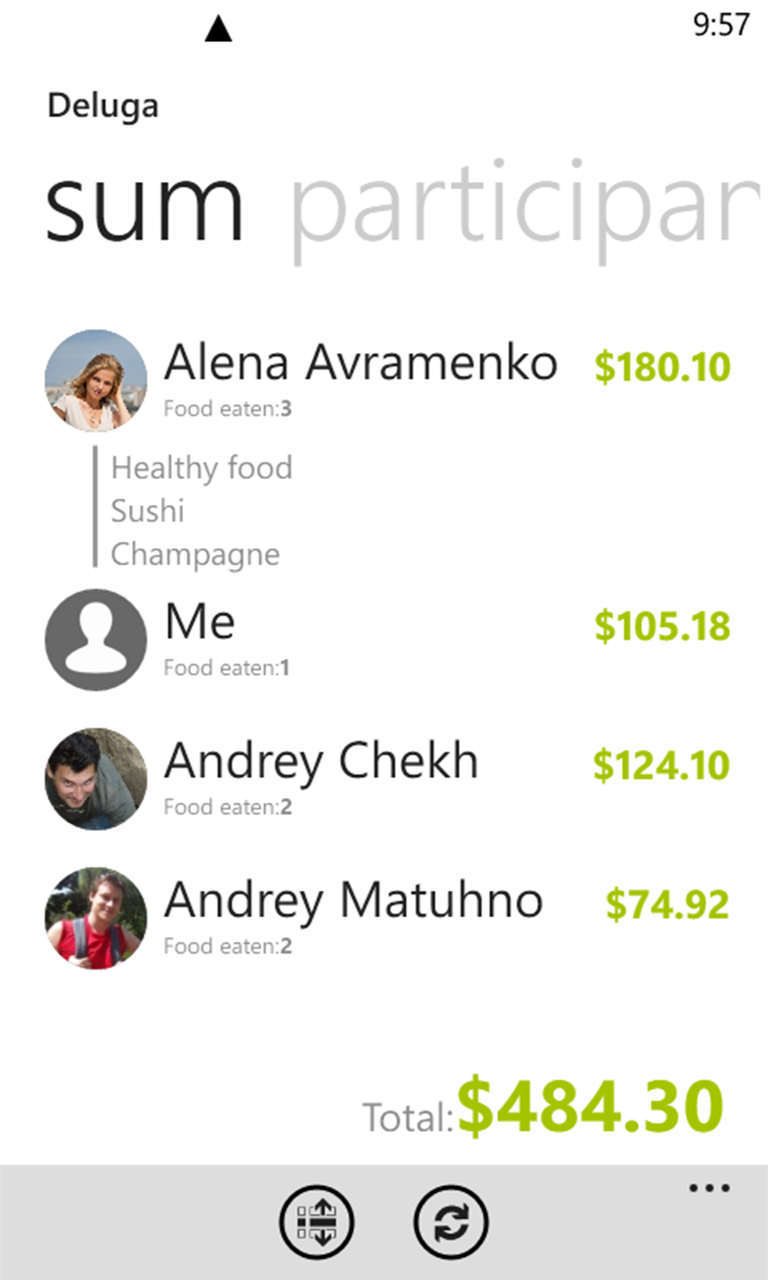 9:57
Deluga
sum participan
Alena Avramenko $180.10
Food eaten:3
Healthy food
Sushi
Champagne
Me $105.18
Food eaten:1
Andrey Chekh $124.10
Food eaten:2
Andrey Matuhno $74.92
Food eaten:2
Total:$484.30